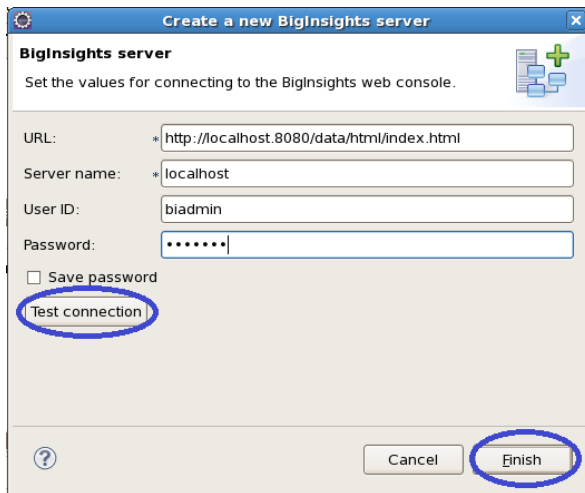 Create a new BigInsights server
BigInsights server
Set the values for connecting to the BigInsights web console.
URL: * http://localhost.8080/data/html/index.html
Server name: * localhost
User ID: biadmin
Password: •••••••
Save password
Test connection
? Cancel Finish